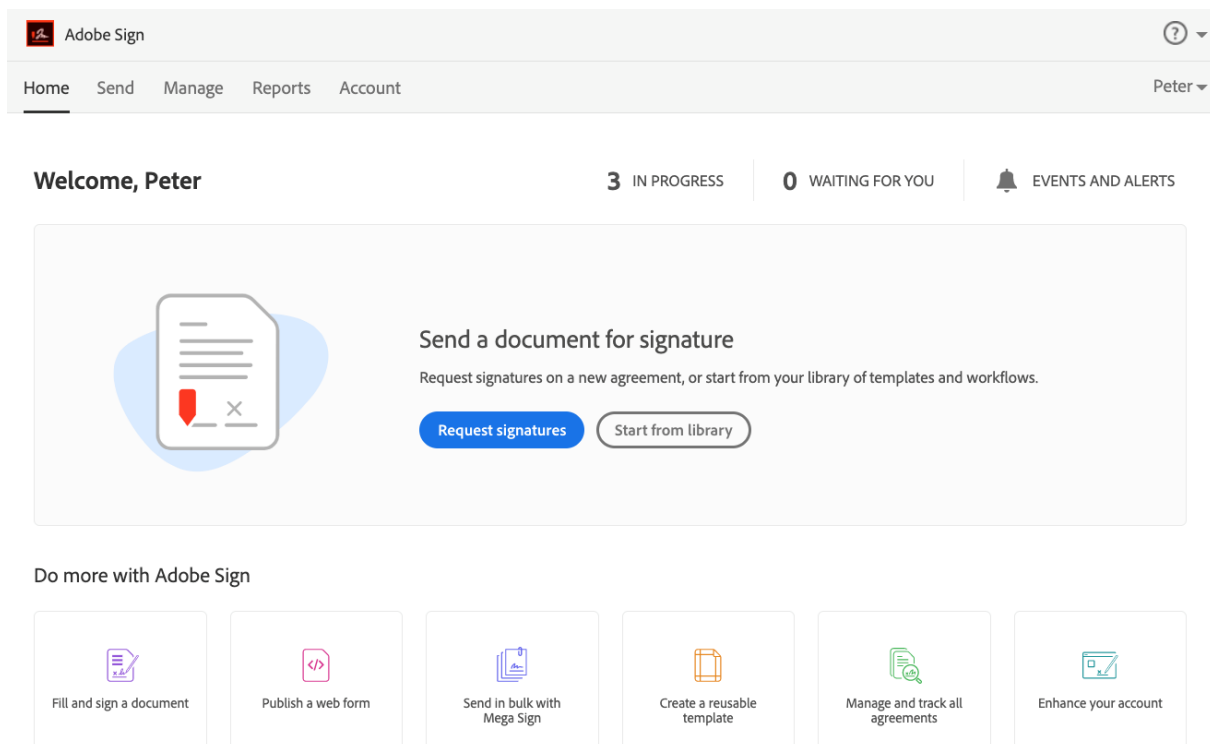 Adobe Sign
?
Home Send Manage Reports Account
Peter
Welcome, Peter
3 IN PROGRESS
0 WAITING FOR YOU
EVENTS AND ALERTS
Send a document for signature
Request signatures on a new agreement, or start from your library of templates and workflows.
Request signatures
Start from library
Do more with Adobe Sign
Fill and sign a document
</>
Publish a web form
Send in bulk with
Mega Sign
Create a reusable
template
Manage and track all
agreements
Enhance your account